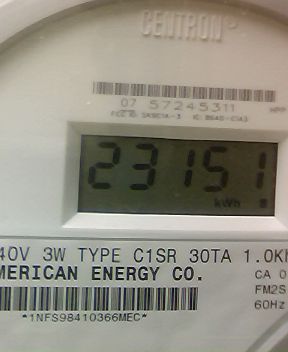 CENTRON
07 57245311
23151
kWh
40V 3W TYPE C1SR 30TA 1.0Kh
MERICAN ENERGY CO.
CA 0
FM2S
60Hz
*1NFS98410366MEC*